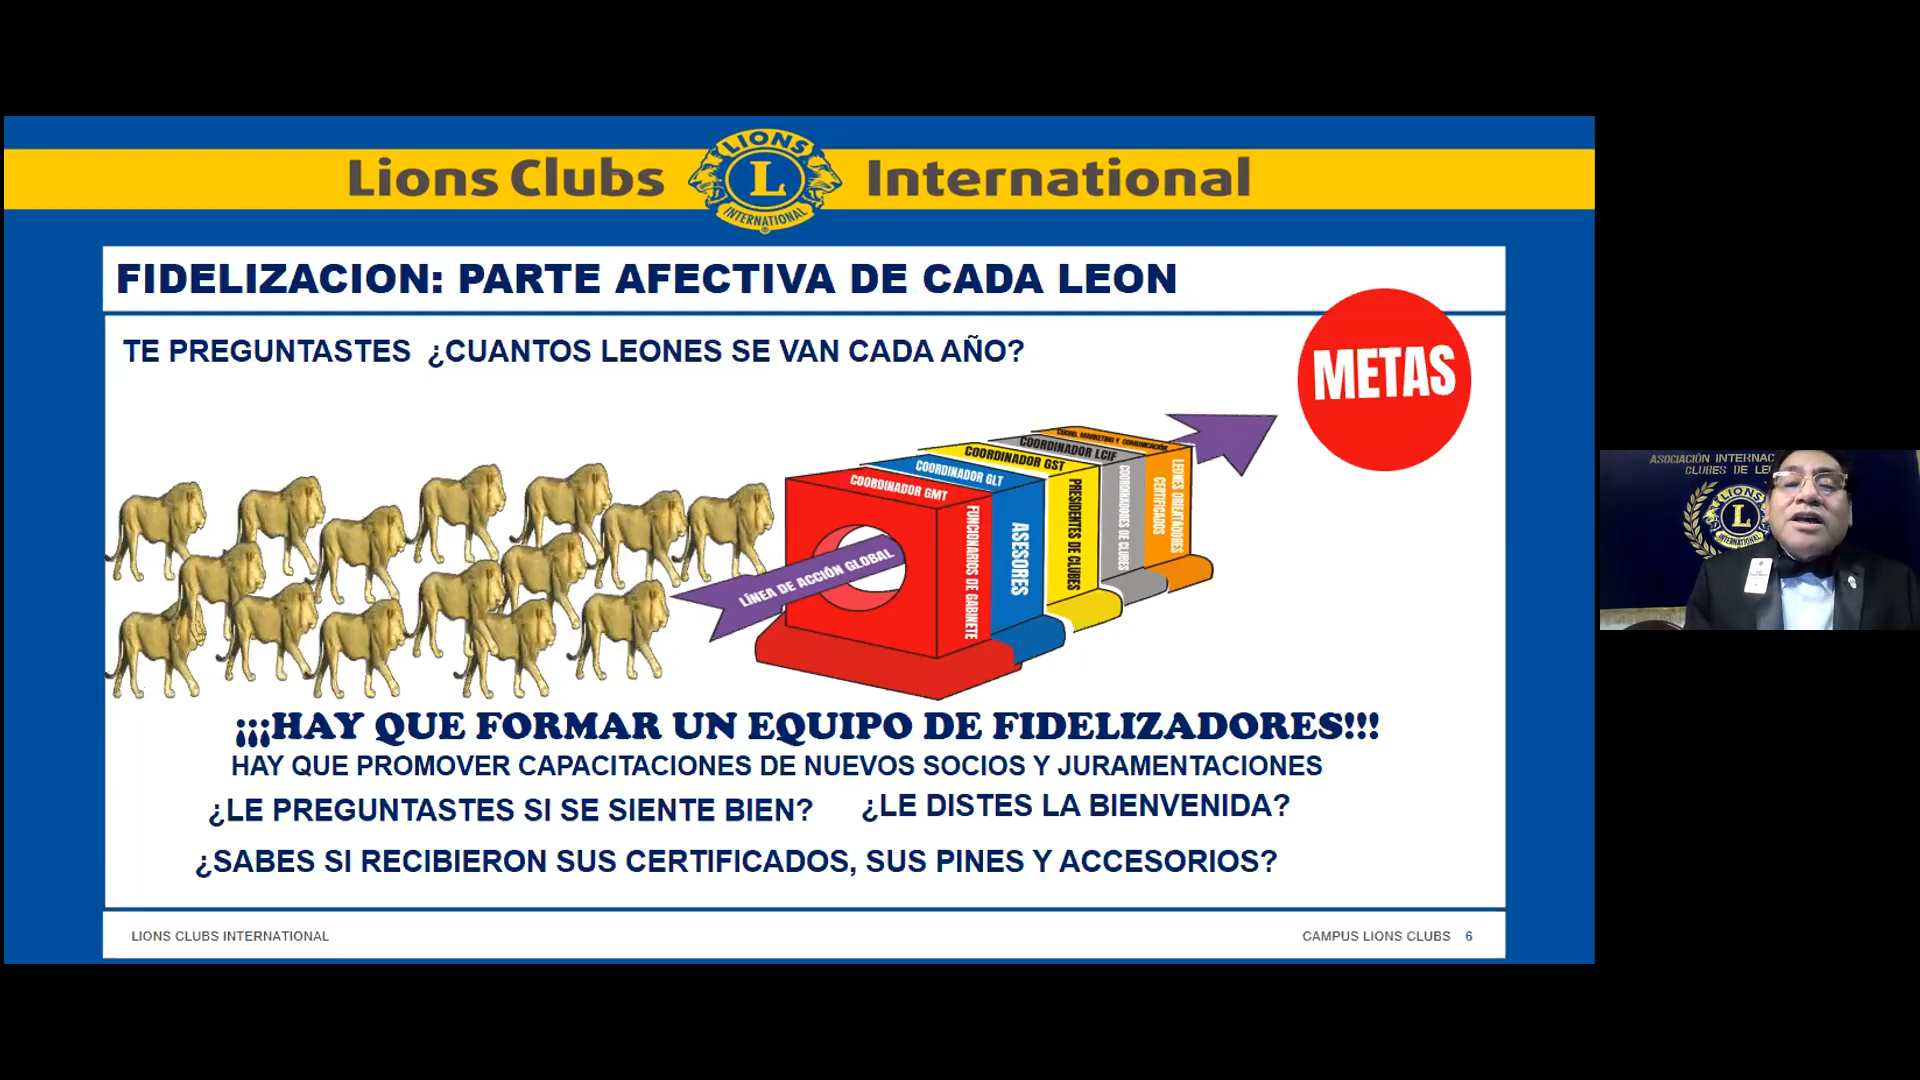 Lions Clubs International
LIONS
L
INTERNATIONAL
®
FIDELIZACION: PARTE AFECTIVA DE CADA LEON
TE PREGUNTASTES ¿CUANTOS LEONES SE VAN CADA AÑO?
METAS
COORD. MARKETING Y COMUNICACIÓN
COORDINADOR LCIF
COORDINADOR GST
COORDINADOR GLT
COORDINADOR GMT
LÍNEA DE ACCIÓN GLOBAL
FUNCIONARIOS DE GABINETE
ASESORES
PRESIDENTES DE CLUBES
COORDINADORES DE CLUBES
LEONES ORIENTADORES
CERTIFICADOS
¡¡¡HAY QUE FORMAR UN EQUIPO DE FIDELIZADORES!!!
HAY QUE PROMOVER CAPACITACIONES DE NUEVOS SOCIOS Y JURAMENTACIONES
¿LE PREGUNTASTES SI SE SIENTE BIEN? ¿LE DISTES LA BIENVENIDA?
¿SABES SI RECIBIERON SUS CERTIFICADOS, SUS PINES Y ACCESORIOS?
LIONS CLUBS INTERNATIONAL
CAMPUS LIONS CLUBS 6
ASOCIACIÓN INTERNAC
CLUBES DE LE
LIONS
L
INTERNATIONAL